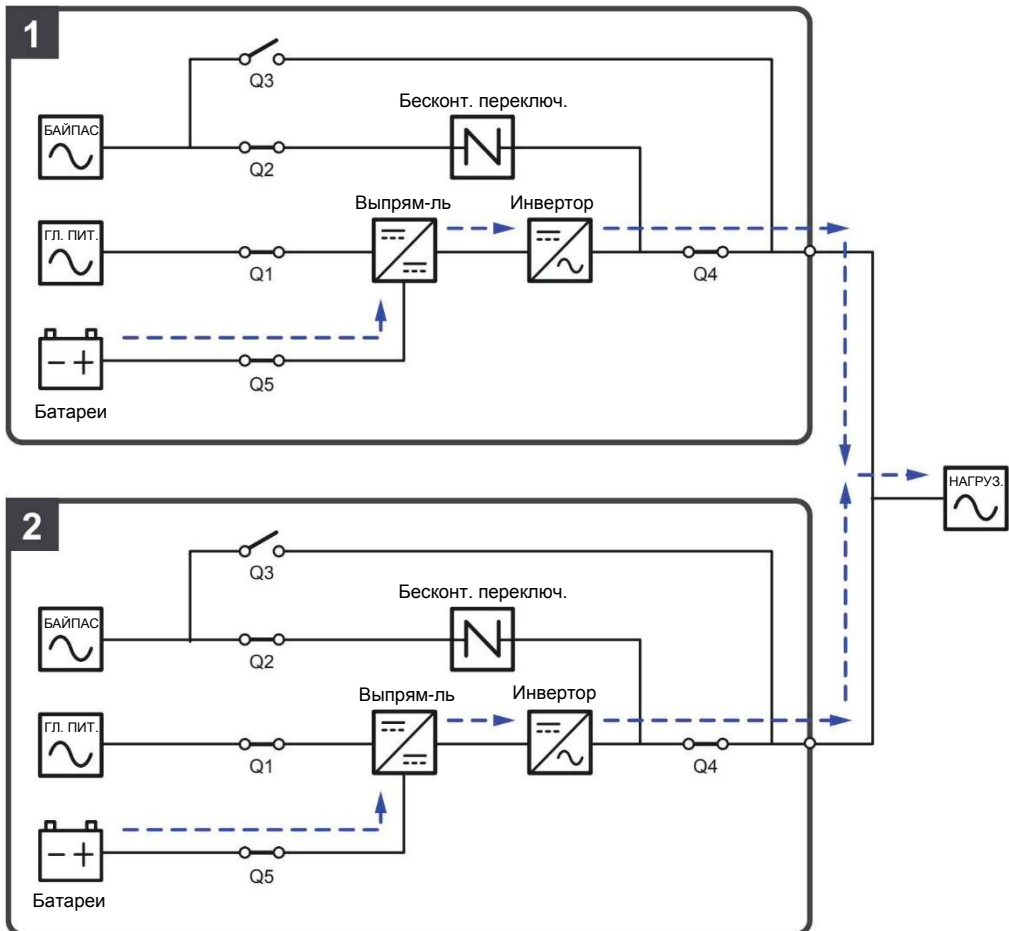 1
Q3
Бесконт. переключ.
БАЙПАС
Q2
Выпрям-ль
Инвертор
ГЛ. ПИТ.
Q1
Q4
Q5
Батареи
НАГРУЗ.
2
Q3
Бесконт. переключ.
БАЙПАС
Q2
Выпрям-ль
Инвертор
ГЛ. ПИТ.
Q1
Q4
Q5
Батареи